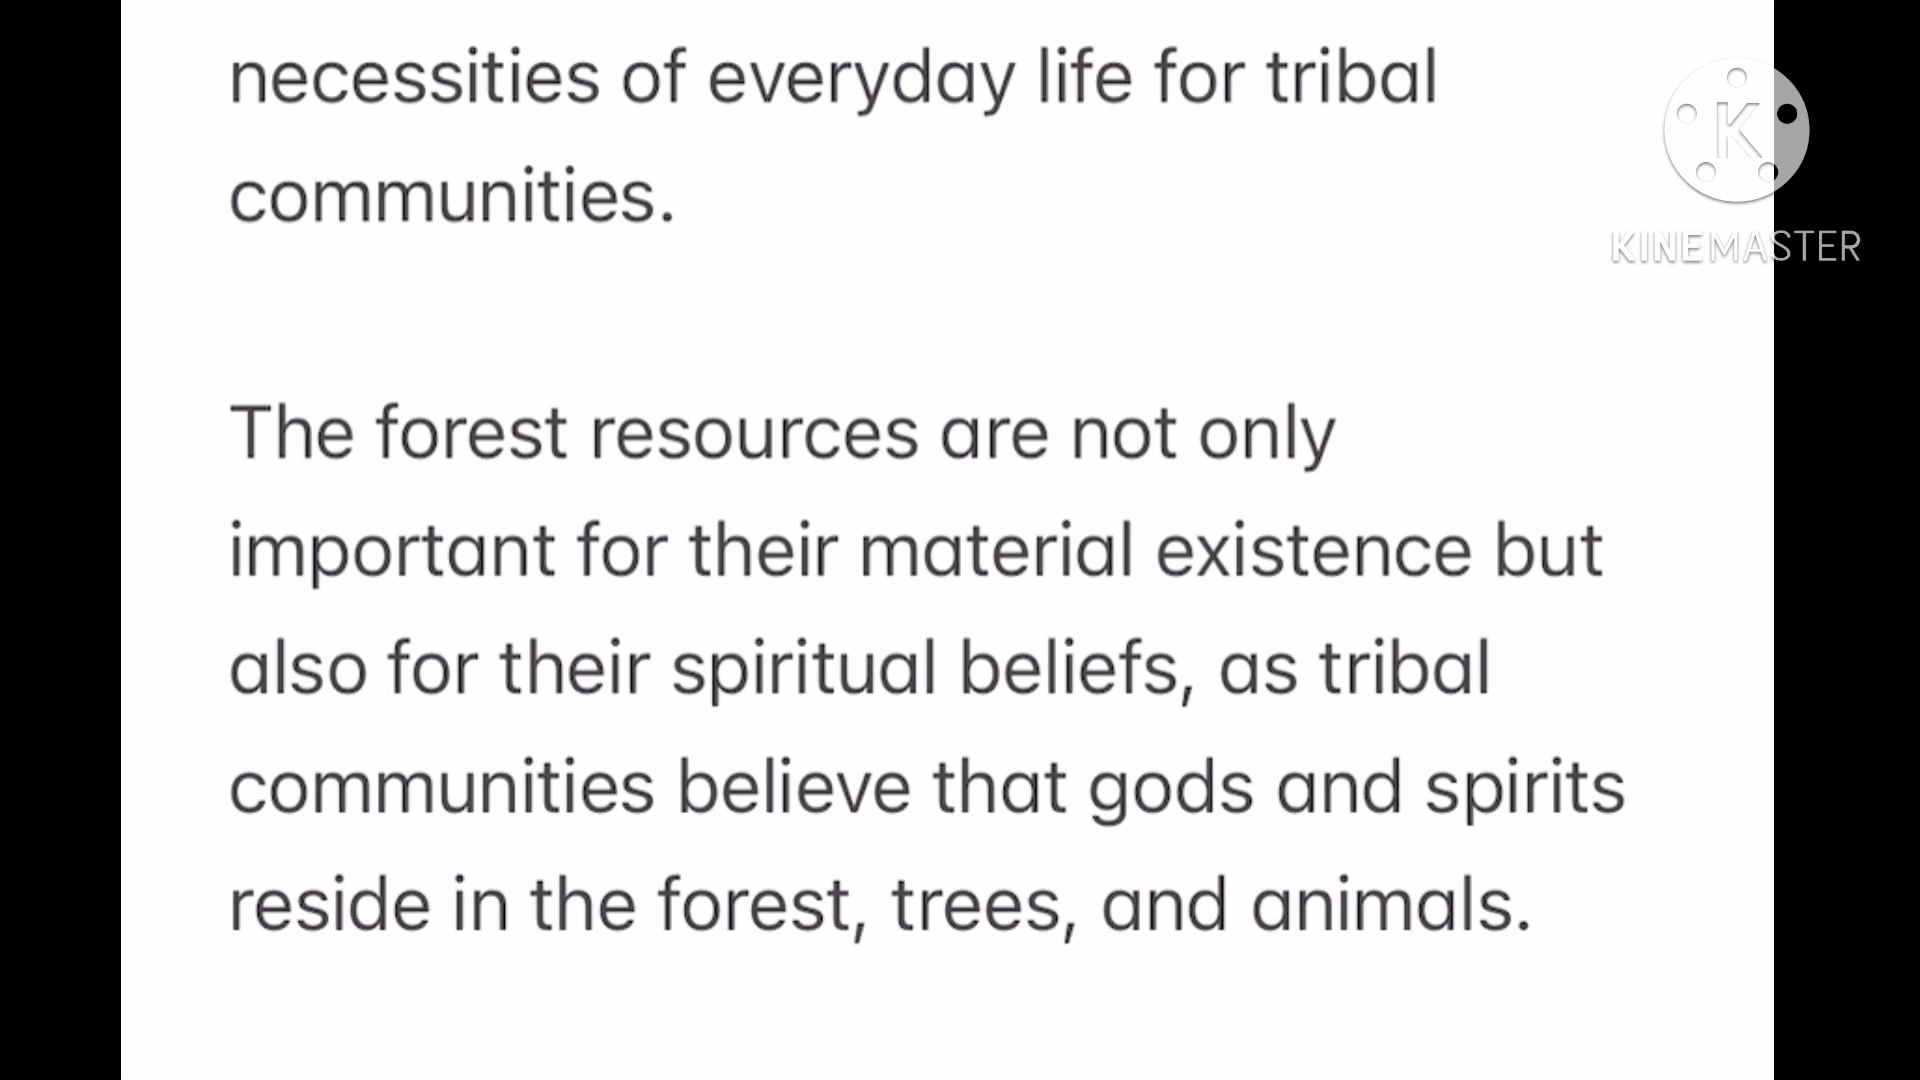 necessities of everyday life for tribal
communities.
The forest resources are not only
important for their material existence but
also for their spiritual beliefs, as tribal
communities believe that gods and spirits
reside in the forest, trees, and animals.
K
KINEMASTER